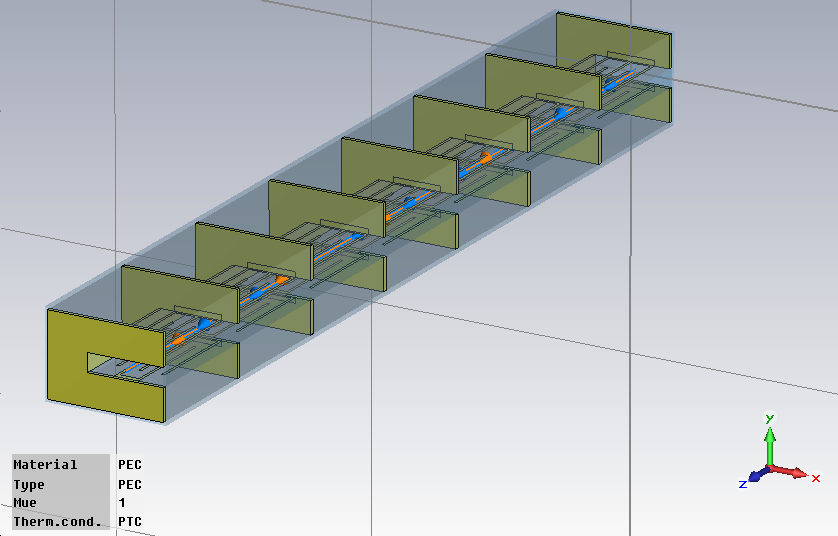 Material PEC
Type PEC
Mue 1
Therm.cond. PTC
y
x
z